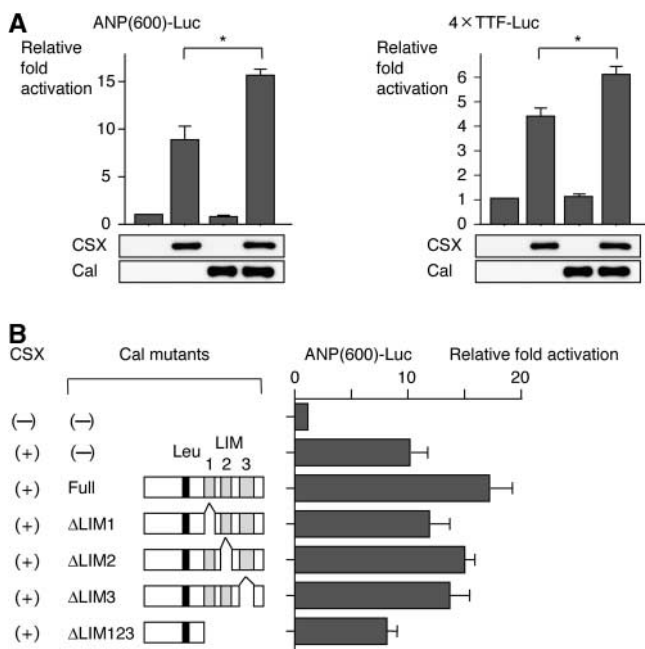 A
ANP(600)-Luc
Relative
fold
activation
*
15
10
5
0
CSX
Cal
4×TTF-Luc
Relative
fold
activation
*
6
5
4
3
2
1
0
CSX
Cal
B
CSX Cal mutants ANP(600)-Luc Relative fold activation
0 10 20
(—) (—)
(+) (—)
Leu LIM
1 2 3
(+) Full
(+) ΔLIM1
(+) ΔLIM2
(+) ΔLIM3
(+) ΔLIM123